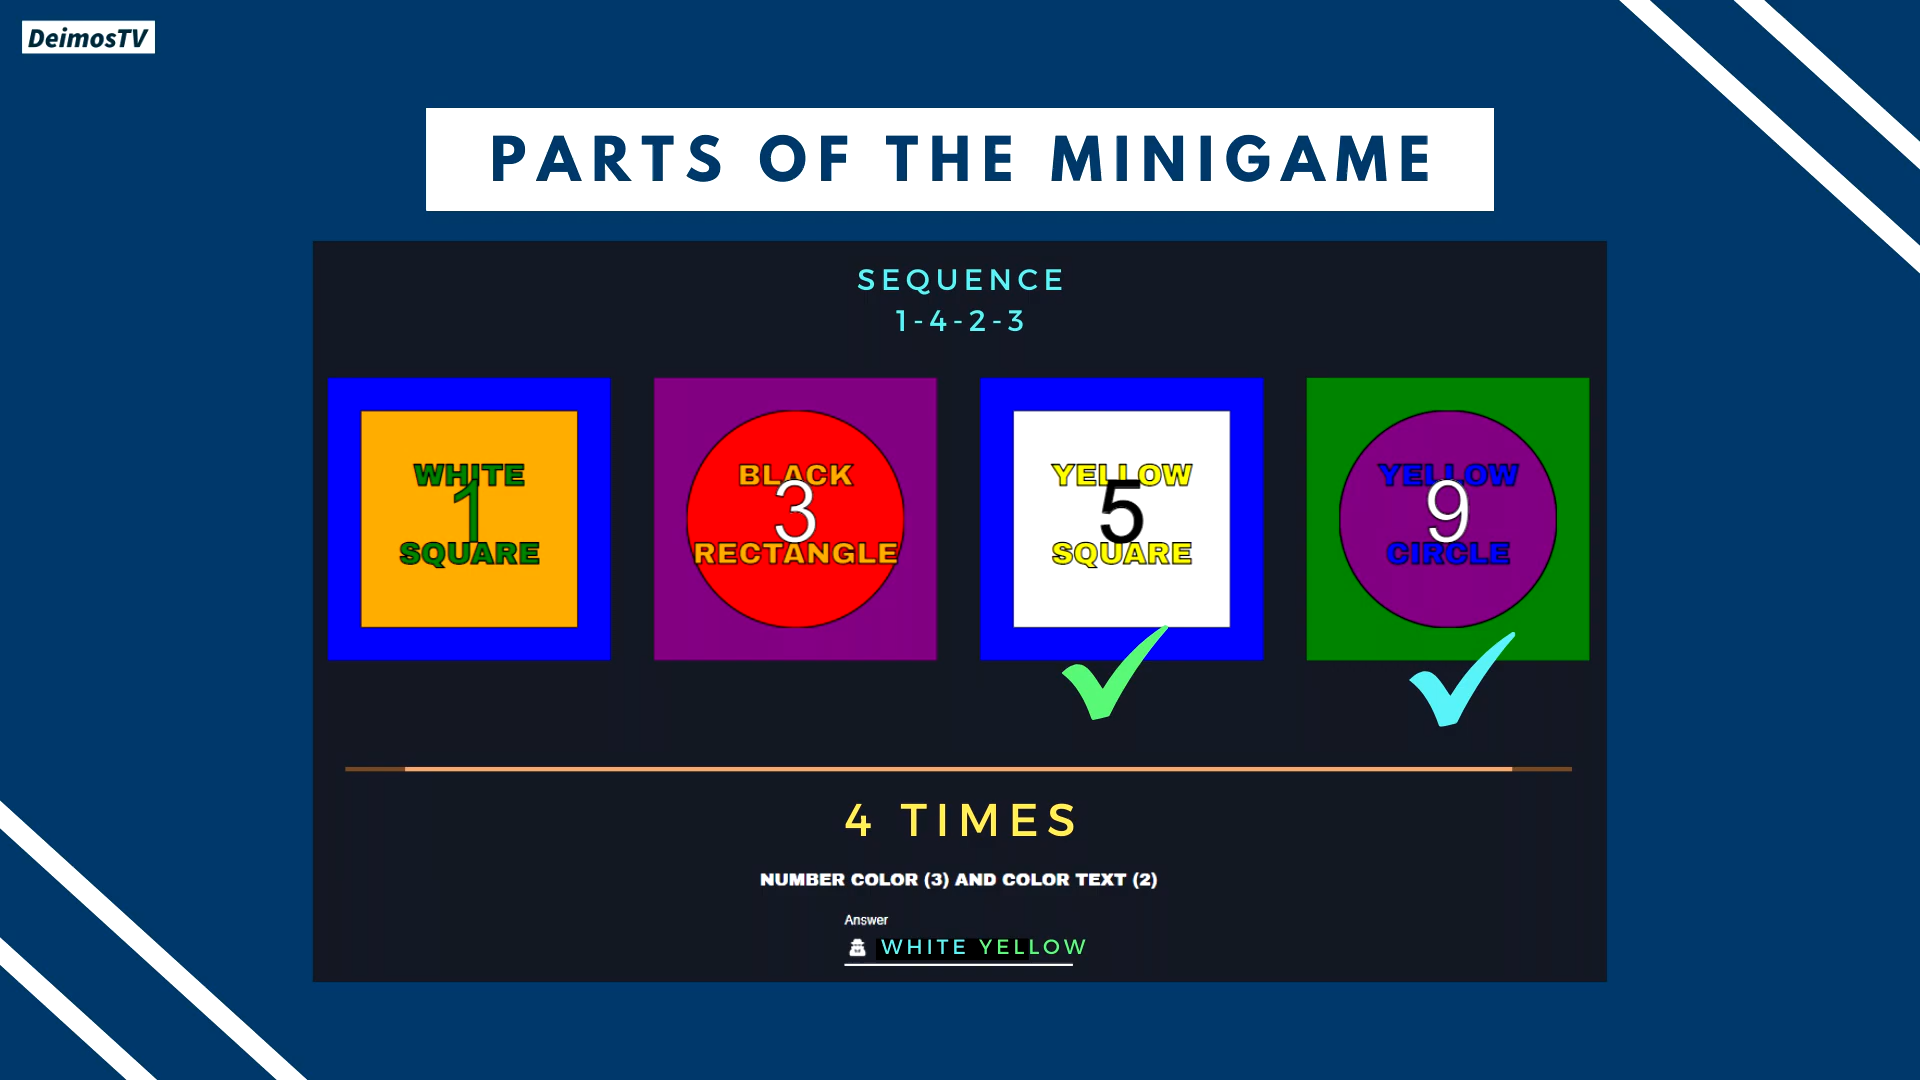 DeimosTV
PARTS OF THE MINIGAME
SEQUENCE
1-4-2-3
WHITE
1
SQUARE
BLACK
3
RECTANGLE
YELLOW
5
SQUARE
YELLOW
9
CIRCLE
4 TIMES
NUMBER COLOR (3) AND COLOR TEXT (2)
Answer
WHITE YELLOW